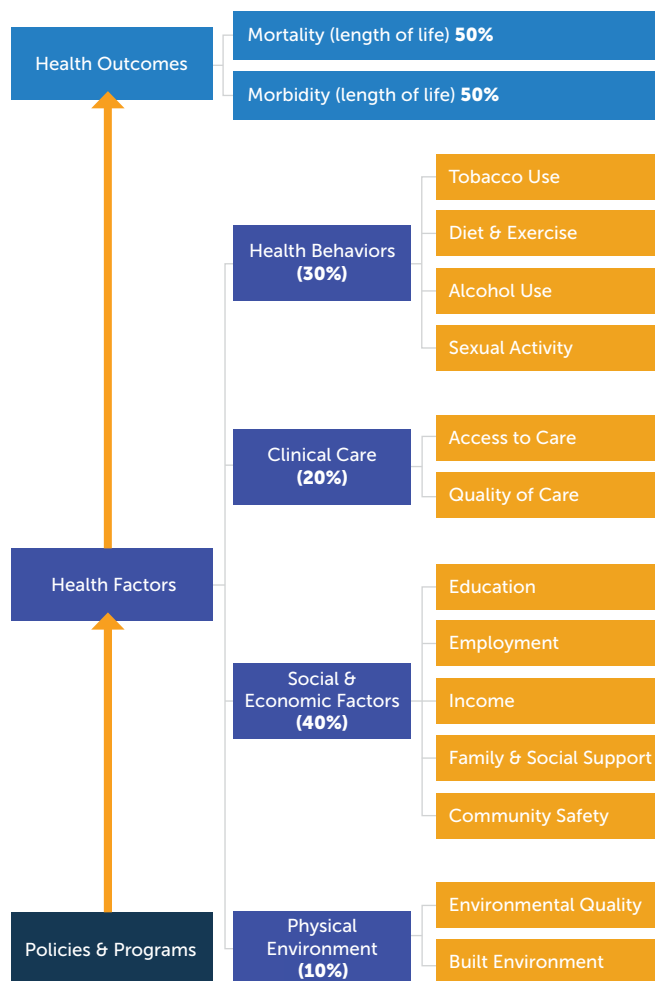 Health Outcomes
Mortality (length of life) 50%
Morbidity (length of life) 50%
Health Factors
Health Behaviors
(30%)
Tobacco Use
Diet & Exercise
Alcohol Use
Sexual Activity
Clinical Care
(20%)
Access to Care
Quality of Care
Social &
Economic Factors
(40%)
Education
Employment
Income
Family & Social Support
Community Safety
Physical
Environment
(10%)
Environmental Quality
Built Environment
Policies & Programs